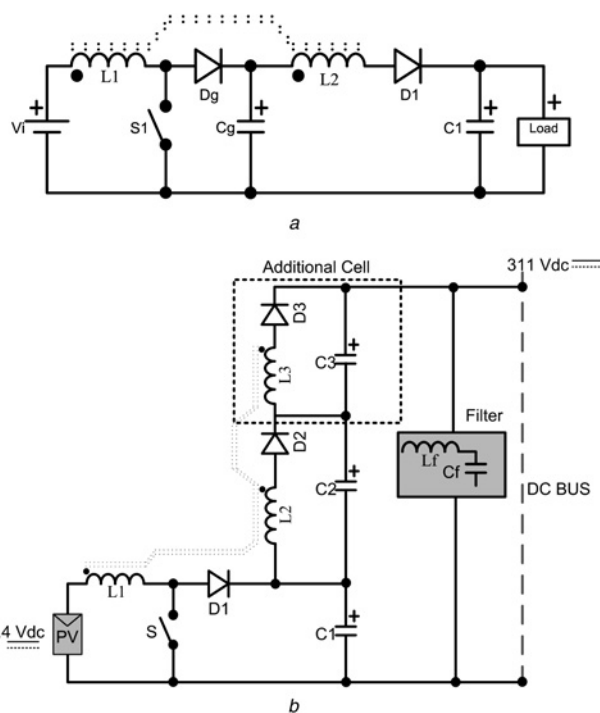 L1
Dg
L2
D1
Vi
S1
Cg
C1
Load
a
Additional Cell
311 Vdc
D3
C3
L3
Filter
D2
Lf
Cf
C2
L2
DC BUS
L1
D1
4 Vdc
PV
S
C1
b